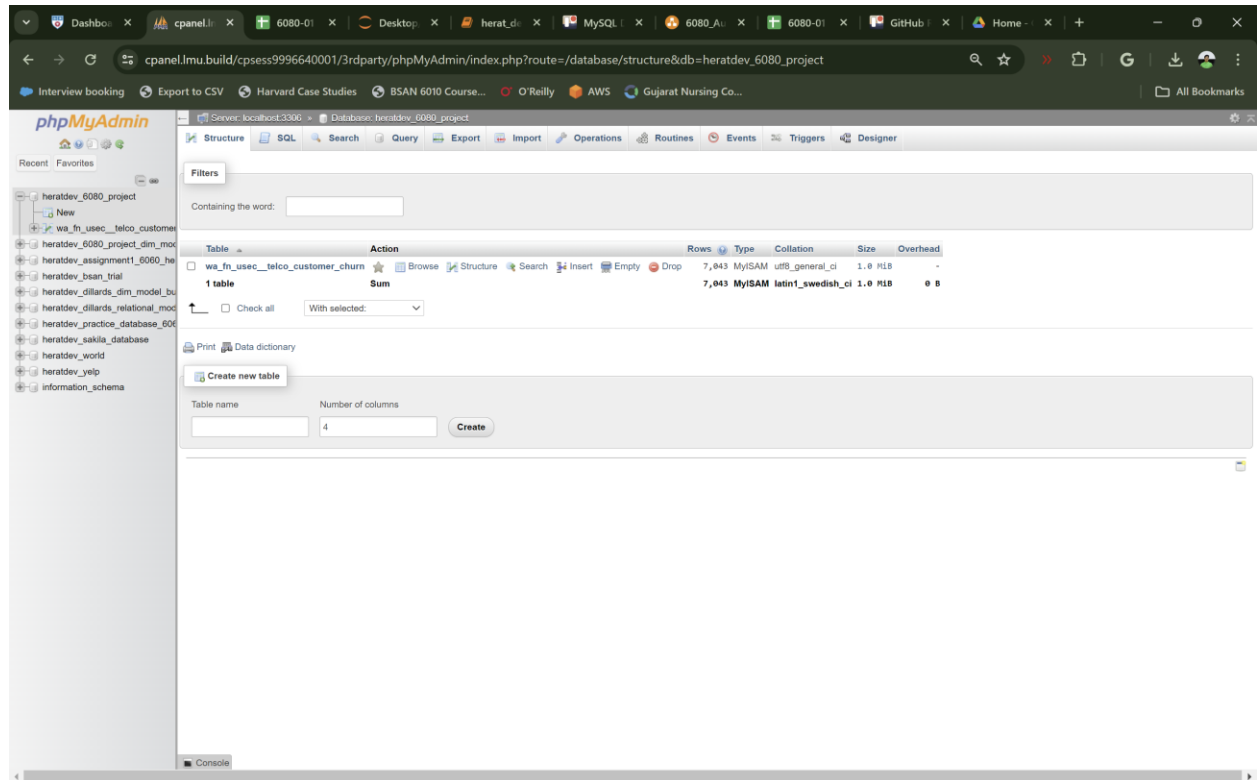 Dashboa
cpanel.lm
6080-01
Desktop
herat_de
MySQL
6080_Au
6080-01
GitHub
Home -
cpanel.lmu.build/cpsess9996640001/3rdparty/phpMyAdmin/index.php?route=/database/structure&db=heratdev_6080_project
G
Interview booking
Export to CSV
Harvard Case Studies
BSAN 6010 Course...
O'Reilly
AWS
Gujarat Nursing Co...
All Bookmarks
phpMyAdmin
Recent Favorites
heratdev_6080_project
New
wa_fn_usec__telco_customer
heratdev_6080_project_dim_mod
heratdev_assignment1_6060_he
heratdev_bsan_trial
heratdev_dillards_dim_model_bu
heratdev_dillards_relational_mod
heratdev_practice_database_606
heratdev_sakila_database
heratdev_world
heratdev_yelp
information_schema
Server: localhost:3306 » Database: heratdev_6080_project
Structure SQL Search Query Export Import Operations Routines Events Triggers Designer
Filters
Containing the word:
Table Action Rows Type Collation Size Overhead
wa_fn_usec__telco_customer_churn Browse Structure Search Insert Empty Drop 7,043 MyISAM utf8_general_ci 1.0 MiB -
1 table Sum 7,043 MyISAM latin1_swedish_ci 1.0 MiB 0 B
Check all With selected:
Print Data dictionary
Create new table
Table name Number of columns
4 Create
Console